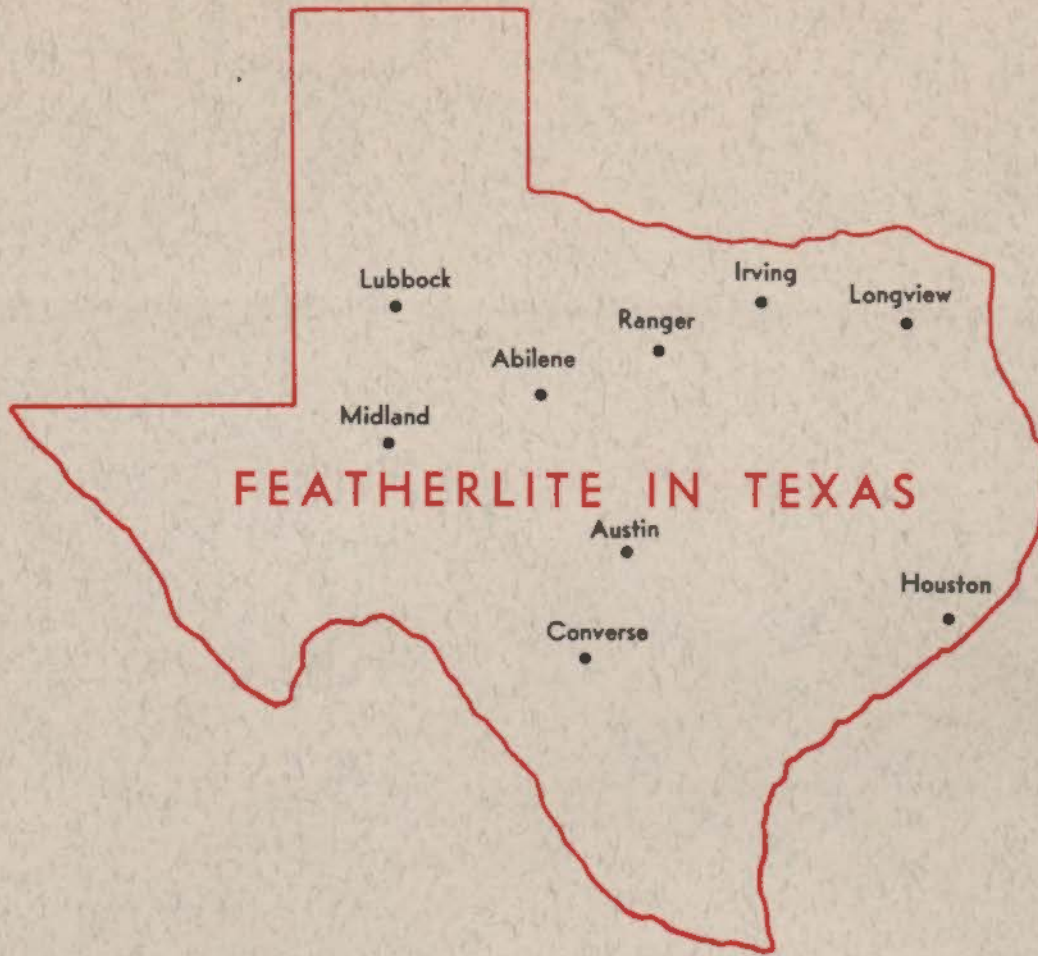 Irving
Lubbock
Longview
Ranger
Abilene
Midland
FEATHERLITE IN TEXAS
Austin
Houston
Converse